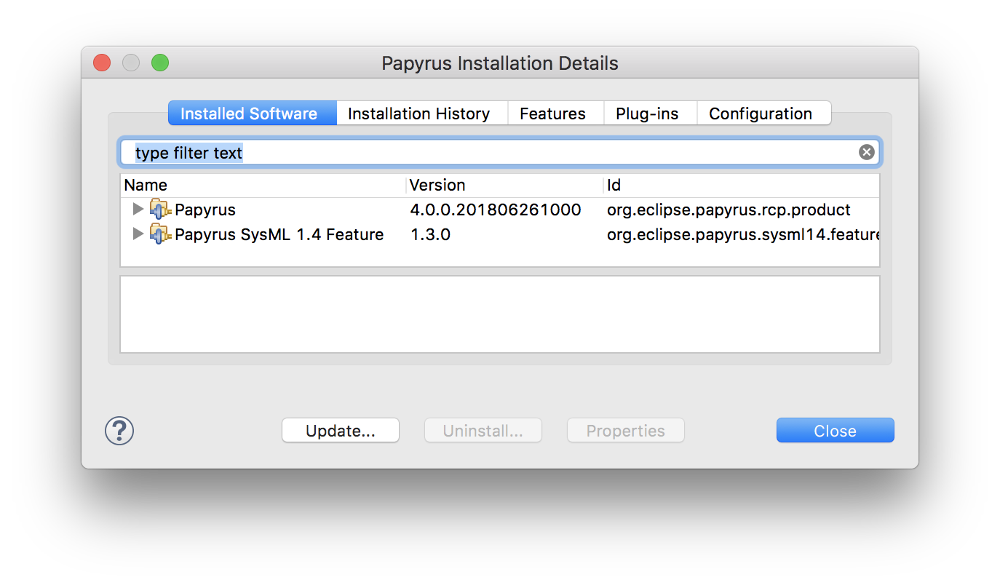 Papyrus Installation Details
Installed Software Installation History Features Plug-ins Configuration
type filter text
Name Version Id
Papyrus 4.0.0.201806261000 org.eclipse.papyrus.rcp.product
Papyrus SysML 1.4 Feature 1.3.0 org.eclipse.papyrus.sysml14.feature
? Update... Uninstall... Properties Close